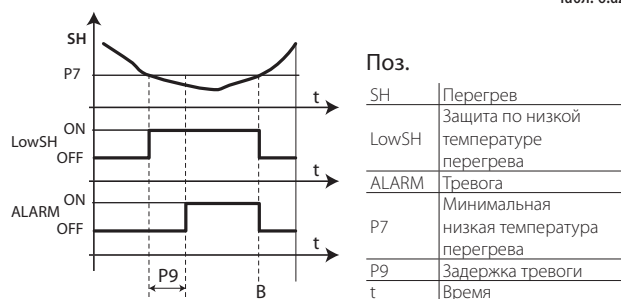 SH
P7
t
ON
LowSH
OFF
t
ON
ALARM
OFF
t
P9
B
Поз.
SH Перегрев
LowSH Защита по низкой
температуре
перегрева
ALARM Тревога
P7 Минимальная
низкая температура
перегрева
P9 Задержка тревоги
t Время